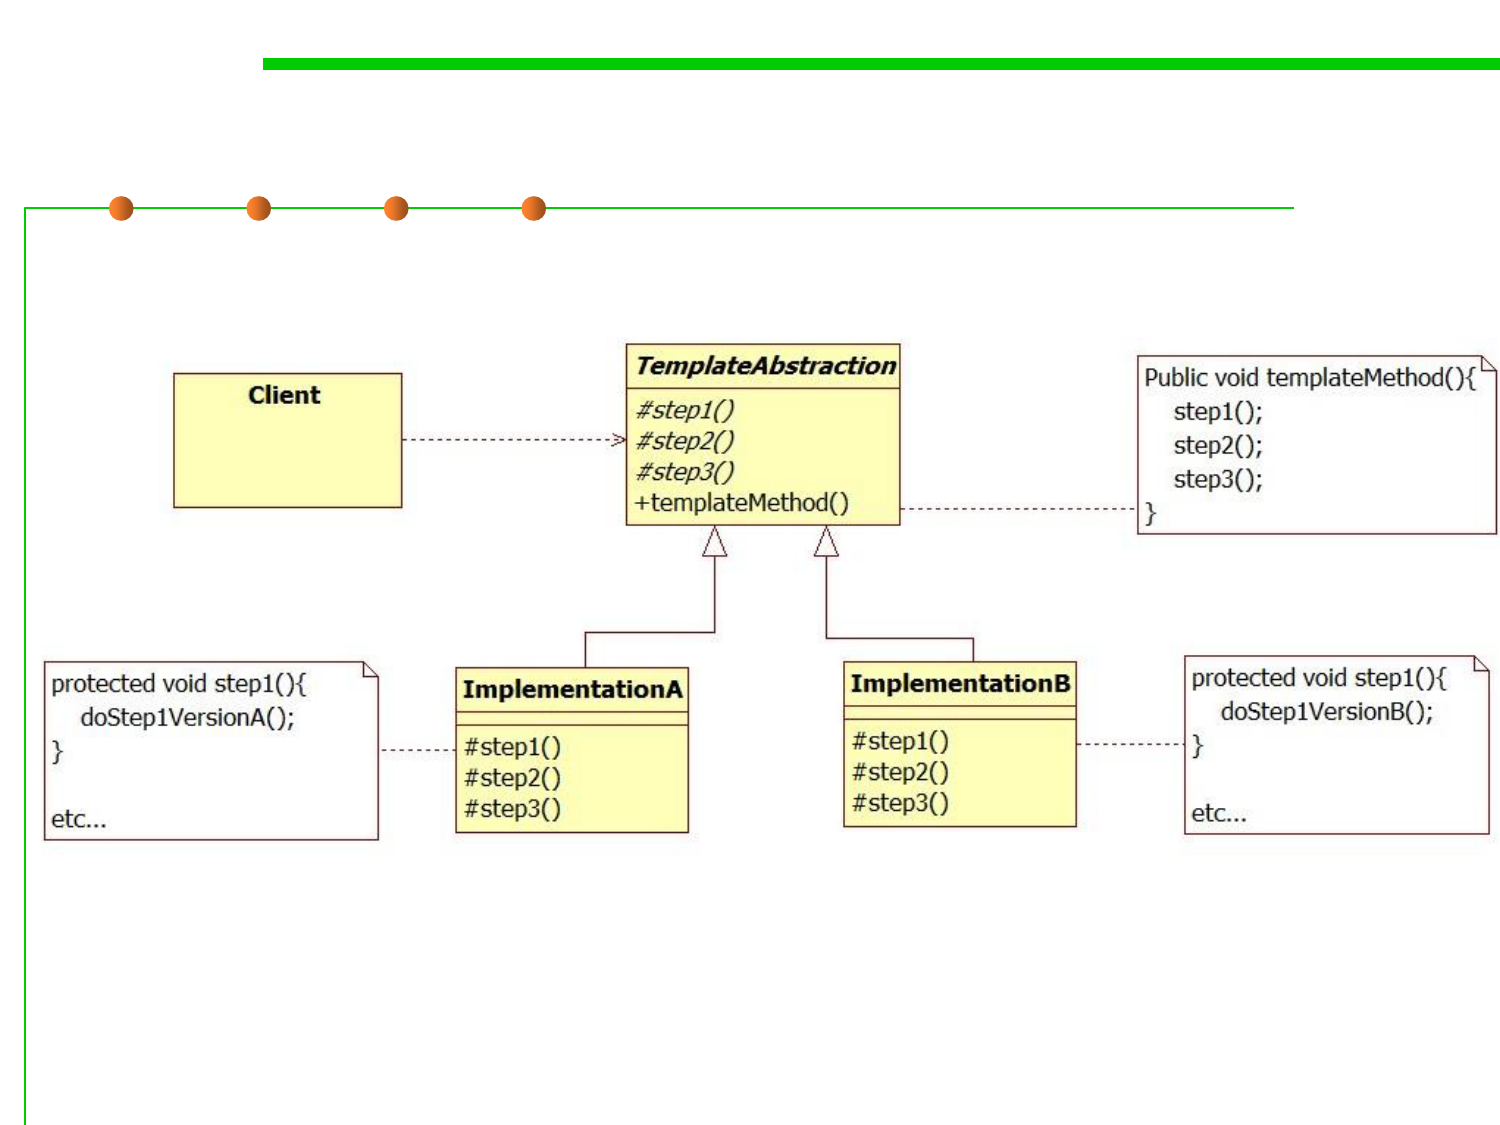 Client
TemplateAbstraction
#step1()
#step2()
#step3()
+templateMethod()
Public void templateMethod(){
step1();
step2();
step3();
}
protected void step1(){
doStep1VersionA();
}
etc...
ImplementationA
#step1()
#step2()
#step3()
ImplementationB
#step1()
#step2()
#step3()
protected void step1(){
doStep1VersionB();
}
etc...